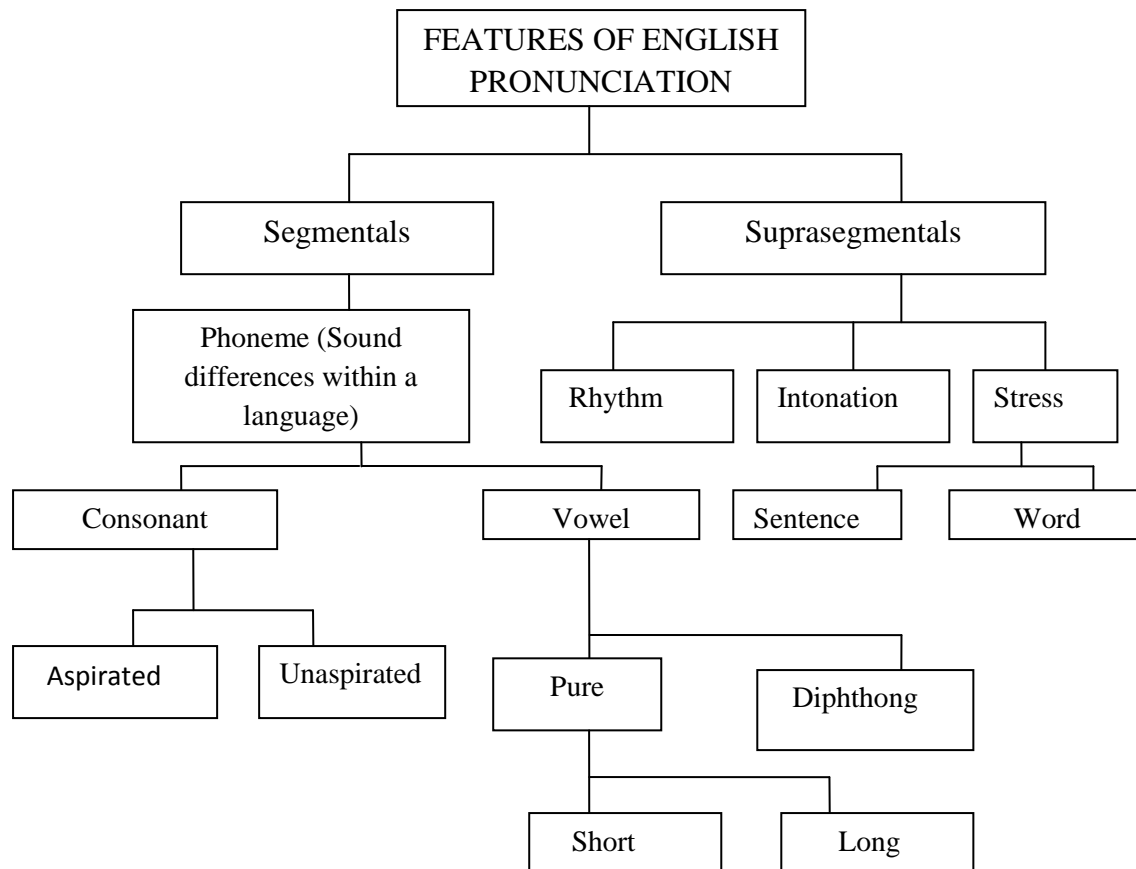 FEATURES OF ENGLISH
PRONUNCIATION
Segmentals
Suprasegmentals
Phoneme (Sound
differences within a
language)
Rhythm
Intonation
Stress
Consonant
Vowel
Sentence
Word
Aspirated
Unaspirated
Pure
Diphthong
Short
Long